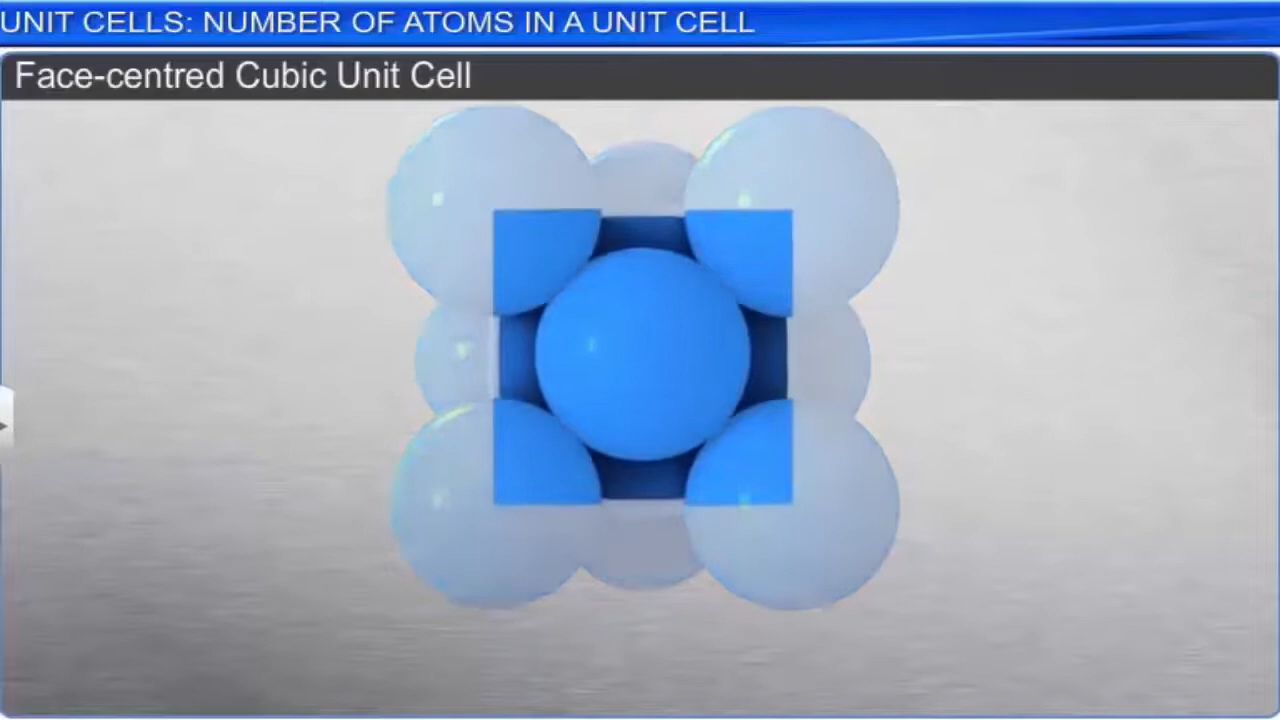 UNIT CELLS: NUMBER OF ATOMS IN A UNIT CELL
Face-centred Cubic Unit Cell